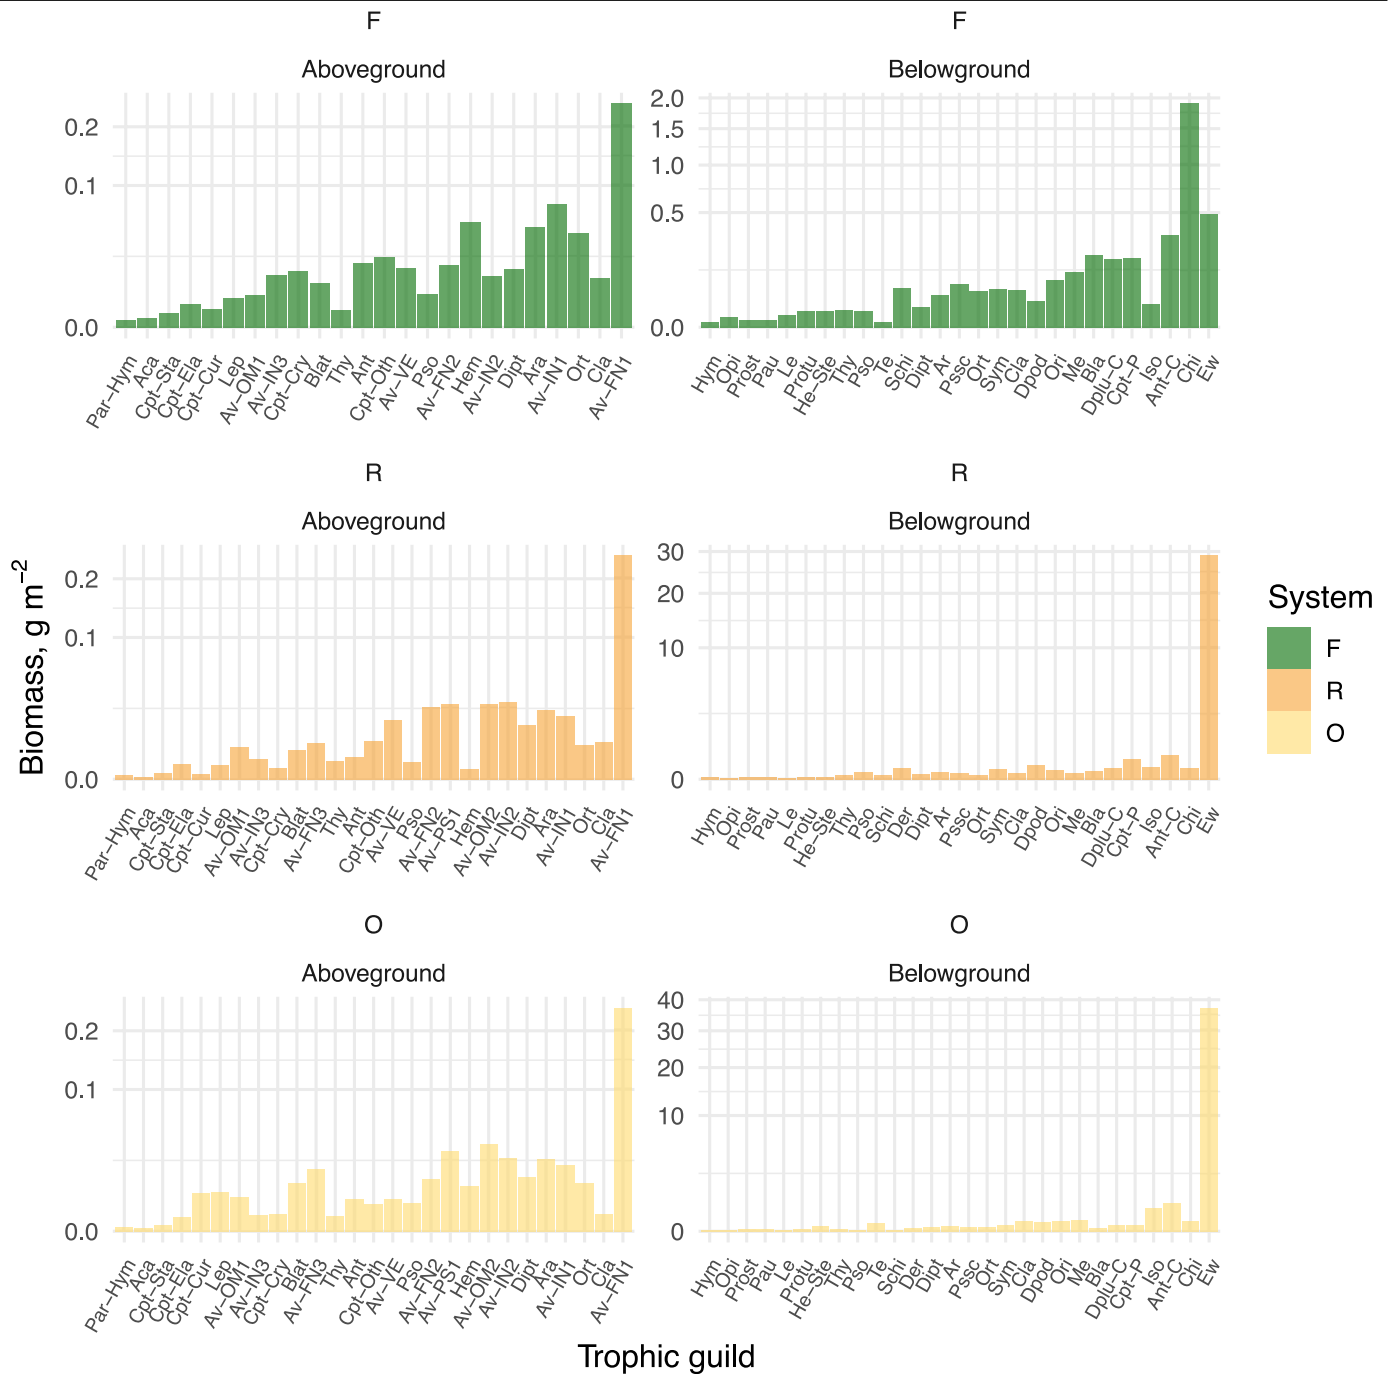 F
Aboveground
0.2
0.1
0.0
Par−Hym
Aca
Cpt−Sta
Cpt−Ela
Cpt−Cur
Lep
Av−OM1
Av−IN3
Cpt−Cry
Blat
Thy
Ant
Cpt−Oth
Av−VE
Pso
Av−FN2
Hem
Av−IN2
Dipt
Ara
Av−IN1
Ort
Cla
Av−FN1
F
Belowground
2.0
1.5
1.0
0.5
0.0
Hym
Opi
Prost
Pau
Le
Protu
He−Ste
Thy
Pso
Te
Schi
Dipt
Ar
Pssc
Ort
Sym
Cla
Dpod
Ori
Me
Bla
Dplu−C
Cpt−P
Iso
Ant−C
Chi
Ew
R
Aboveground
0.2
0.1
0.0
Par−Hym
Aca
Cpt−Sta
Cpt−Ela
Cpt−Cur
Lep
Av−OM1
Av−IN3
Cpt−Cry
Blat
Av−FN3
Thy
Ant
Cpt−Oth
Av−VE
Pso
Av−FN2
Av−PS1
Hem
Av−OM2
Av−IN2
Dipt
Ara
Av−IN1
Ort
Cla
Av−FN1
R
Belowground
30
20
10
0
Hym
Opi
Prost
Pau
Le
Protu
He−Ste
Thy
Pso
Schi
Der
Dipt
Ar
Pssc
Ort
Sym
Cla
Dpod
Ori
Me
Bla
Dplu−C
Cpt−P
Iso
Ant−C
Chi
Ew
O
Aboveground
0.2
0.1
0.0
Par−Hym
Aca
Cpt−Sta
Cpt−Ela
Cpt−Cur
Lep
Av−OM1
Av−IN3
Cpt−Cry
Blat
Av−FN3
Thy
Ant
Cpt−Oth
Av−VE
Pso
Av−FN2
Av−PS1
Hem
Av−OM2
Av−IN2
Dipt
Ara
Av−IN1
Ort
Cla
Av−FN1
O
Belowground
40
30
20
10
0
Hym
Opi
Prost
Pau
Le
Protu
He−Ste
Thy
Pso
Te
Schi
Der
Dipt
Ar
Pssc
Ort
Sym
Cla
Dpod
Ori
Me
Bla
Dplu−C
Cpt−P
Iso
Ant−C
Chi
Ew
Biomass, g m⁻²
Trophic guild
System
F
R
O